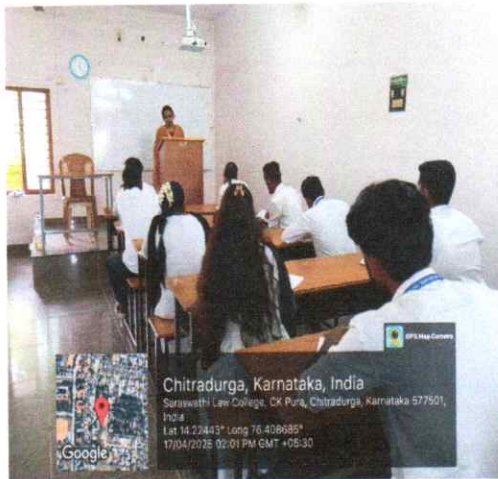 GPS Map Camera
Chitradurga, Karnataka, India
Saraswathi Law College, CK Pura, Chitradurga, Karnataka 577501,
India
Lat 14.22443° Long 76.408685°
17/04/2025 02:01 PM GMT +05:30
Google